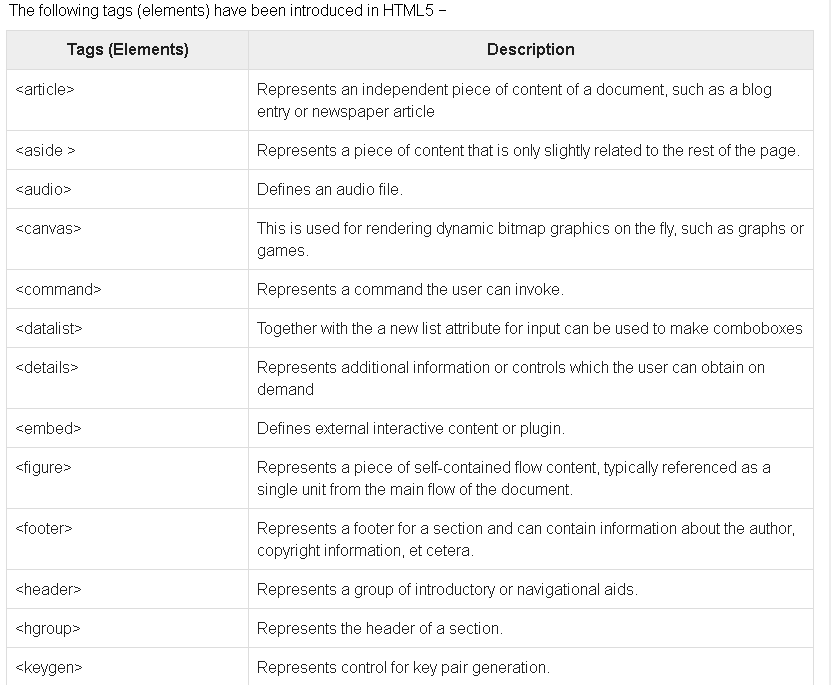 The following tags (elements) have been introduced in HTML5 −
Tags (Elements) Description
<article> Represents an independent piece of content of a document, such as a blog
entry or newspaper article
<aside > Represents a piece of content that is only slightly related to the rest of the page.
<audio> Defines an audio file.
<canvas> This is used for rendering dynamic bitmap graphics on the fly, such as graphs or
games.
<command> Represents a command the user can invoke.
<datalist> Together with the a new list attribute for input can be used to make comboboxes
<details> Represents additional information or controls which the user can obtain on
demand
<embed> Defines external interactive content or plugin.
<figure> Represents a piece of self-contained flow content, typically referenced as a
single unit from the main flow of the document.
<footer> Represents a footer for a section and can contain information about the author,
copyright information, et cetera.
<header> Represents a group of introductory or navigational aids.
<hgroup> Represents the header of a section.
<keygen> Represents control for key pair generation.